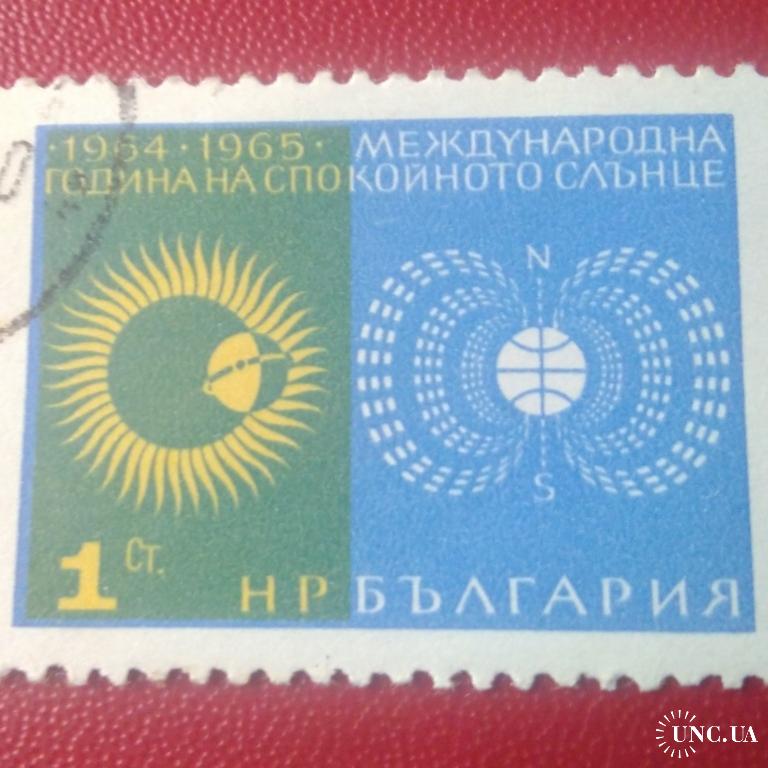 ·1964·1965· МЕЖДУНАРОДНА
ГОДИНА НА СПОКОЙНОТО СЛЪНЦЕ
N
S
1 СТ.
НР БЪЛГАРИЯ
UNC.UA